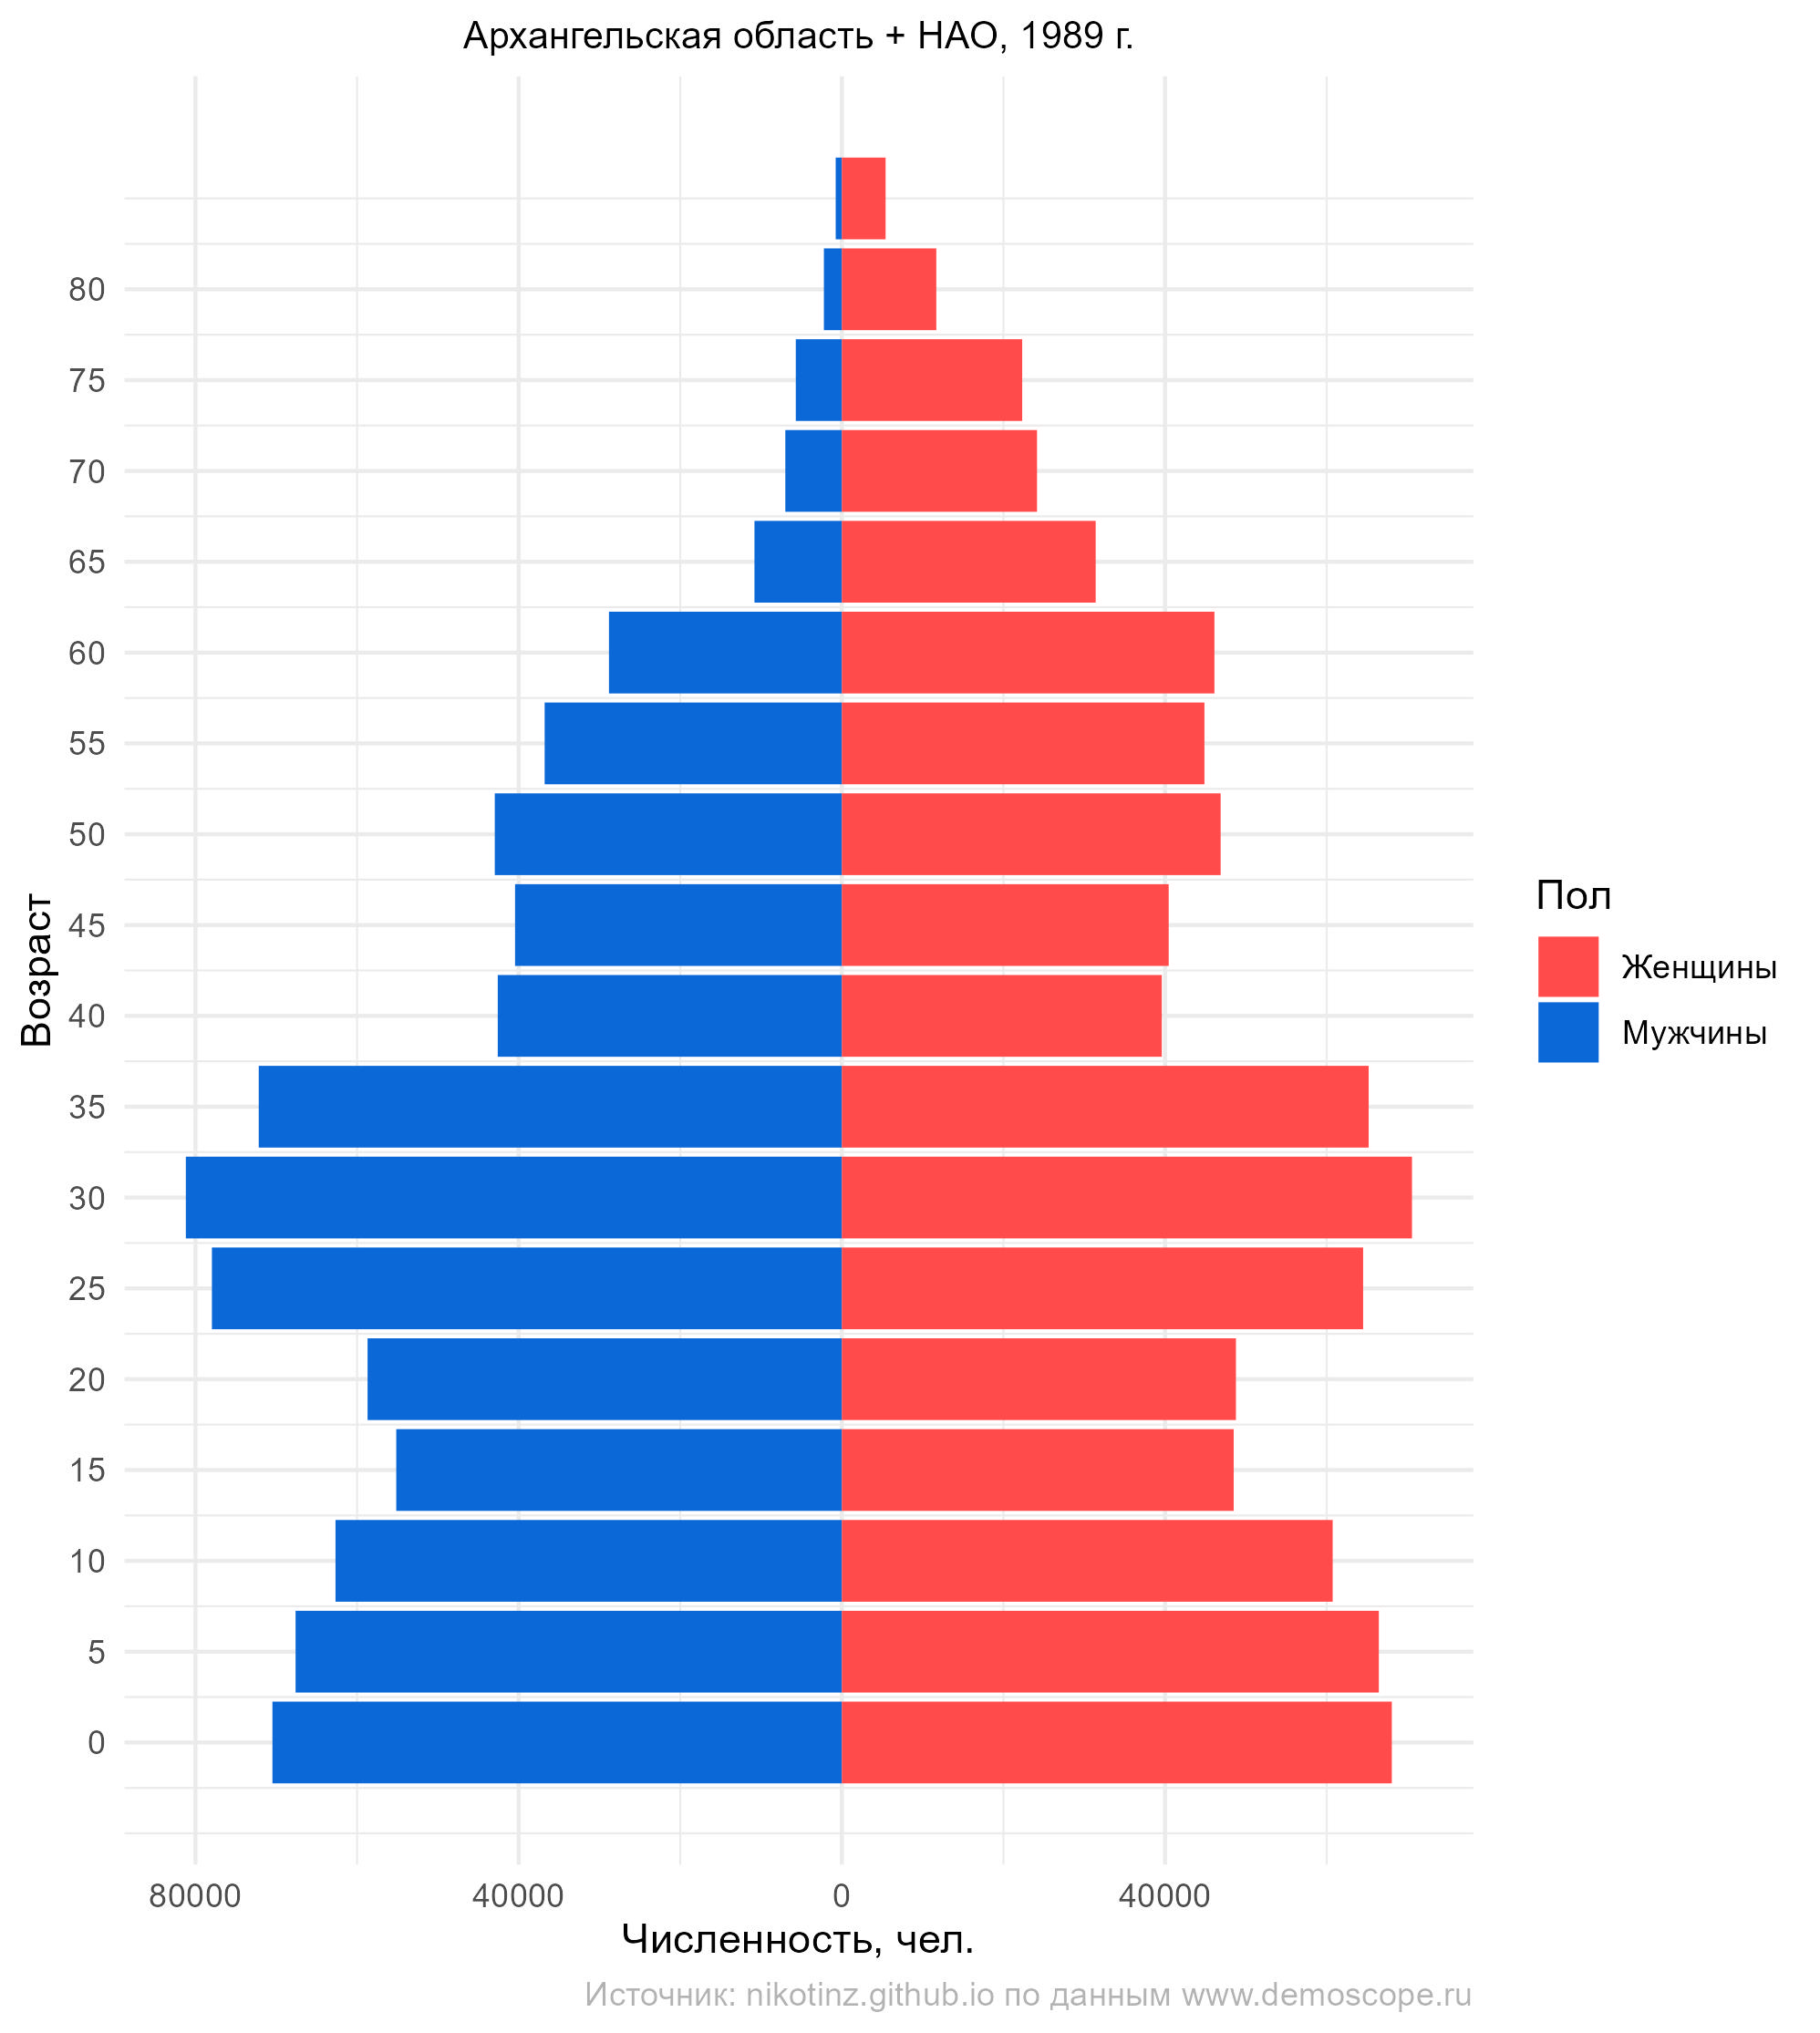 Архангельская область + НАО, 1989 г.
80
75
70
65
60
55
50
45
40
35
30
25
20
15
10
5
0
Возраст
80000 40000 0 40000
Численность, чел.
Пол
Женщины
Мужчины
Источник: nikotinz.github.io по данным www.demoscope.ru